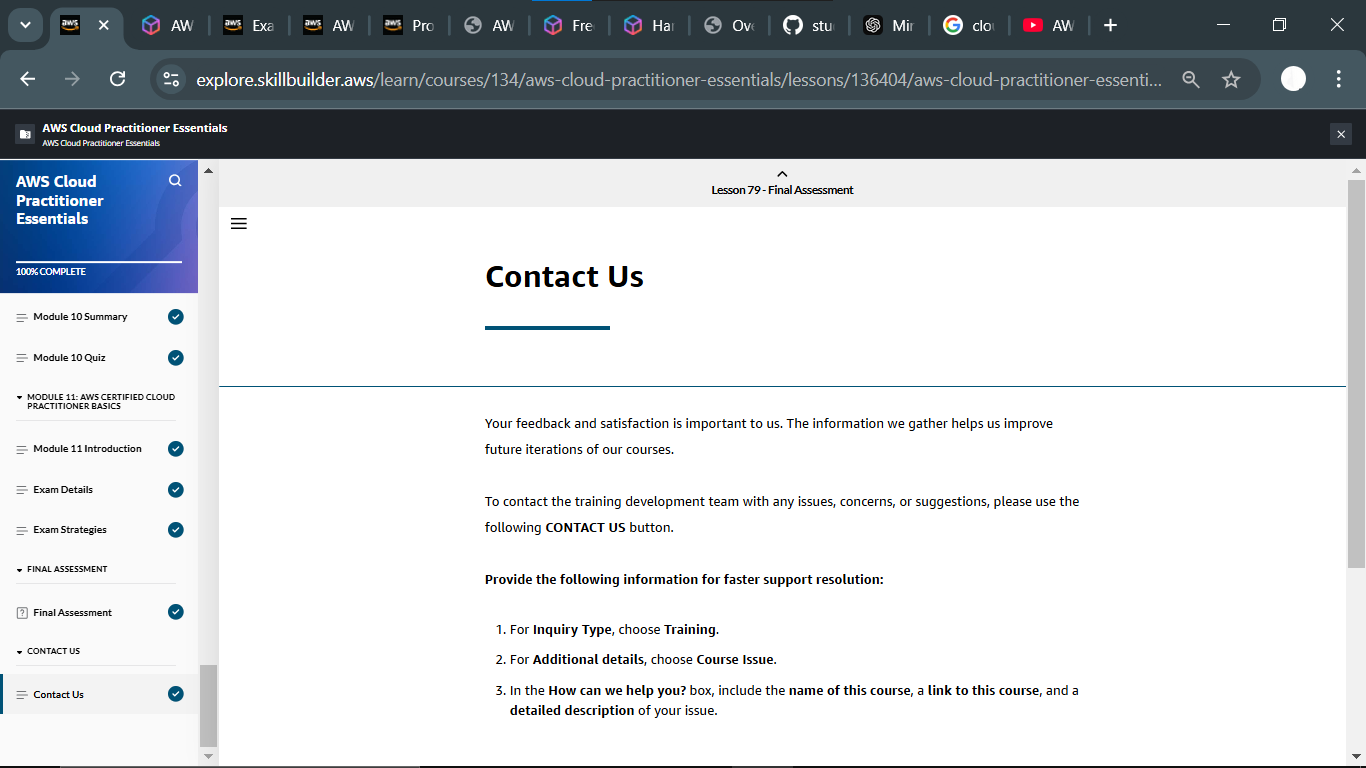 aws
AW
aws
Exa
aws
AW
aws
Pro
AW
Fre
Har
Ove
stu
Mir
clo
AW
explore.skillbuilder.aws/learn/courses/134/aws-cloud-practitioner-essentials/lessons/136404/aws-cloud-practitioner-essenti...
AWS Cloud Practitioner Essentials
AWS Cloud Practitioner Essentials
AWS Cloud
Practitioner
Essentials
100% COMPLETE
Module 10 Summary
Module 10 Quiz
MODULE 11: AWS CERTIFIED CLOUD
PRACTITIONER BASICS
Module 11 Introduction
Exam Details
Exam Strategies
FINAL ASSESSMENT
Final Assessment
CONTACT US
Contact Us
Lesson 79 - Final Assessment
Contact Us
Your feedback and satisfaction is important to us. The information we gather helps us improve
future iterations of our courses.
To contact the training development team with any issues, concerns, or suggestions, please use the
following CONTACT US button.
Provide the following information for faster support resolution:
1. For Inquiry Type, choose Training.
2. For Additional details, choose Course Issue.
3. In the How can we help you? box, include the name of this course, a link to this course, and a
detailed description of your issue.